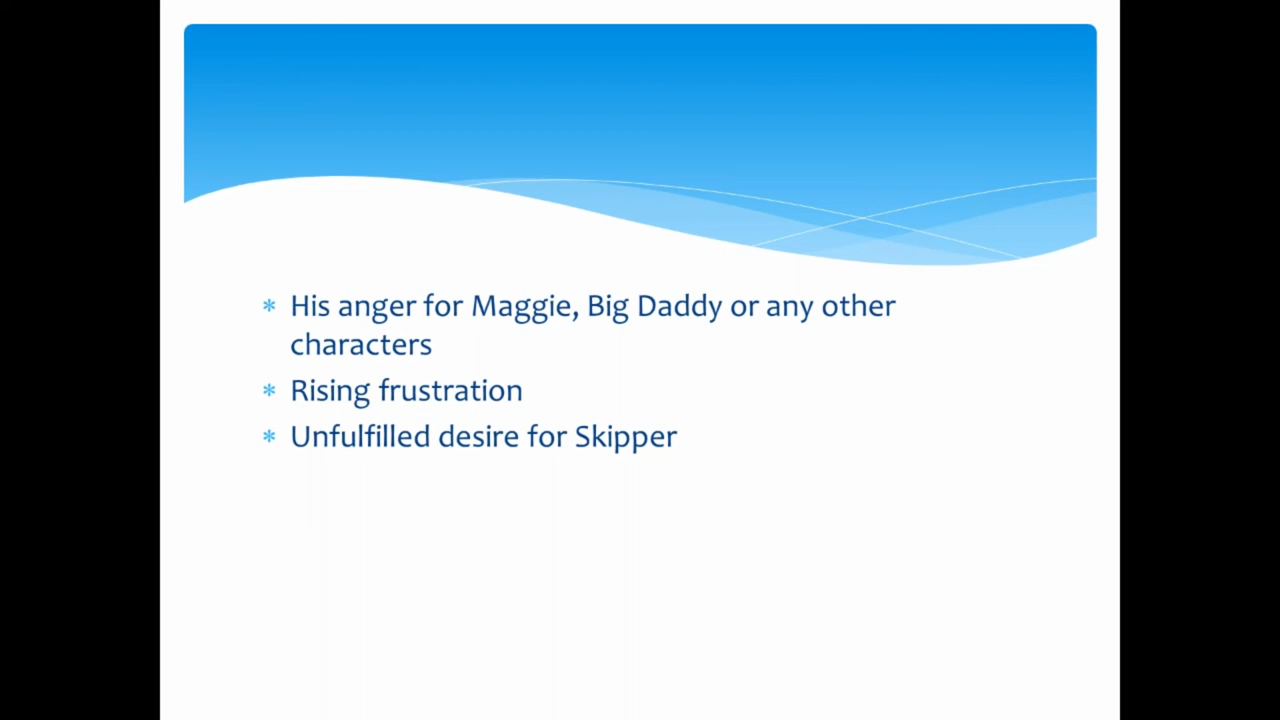 * His anger for Maggie, Big Daddy or any other
characters
* Rising frustration
* Unfulfilled desire for Skipper